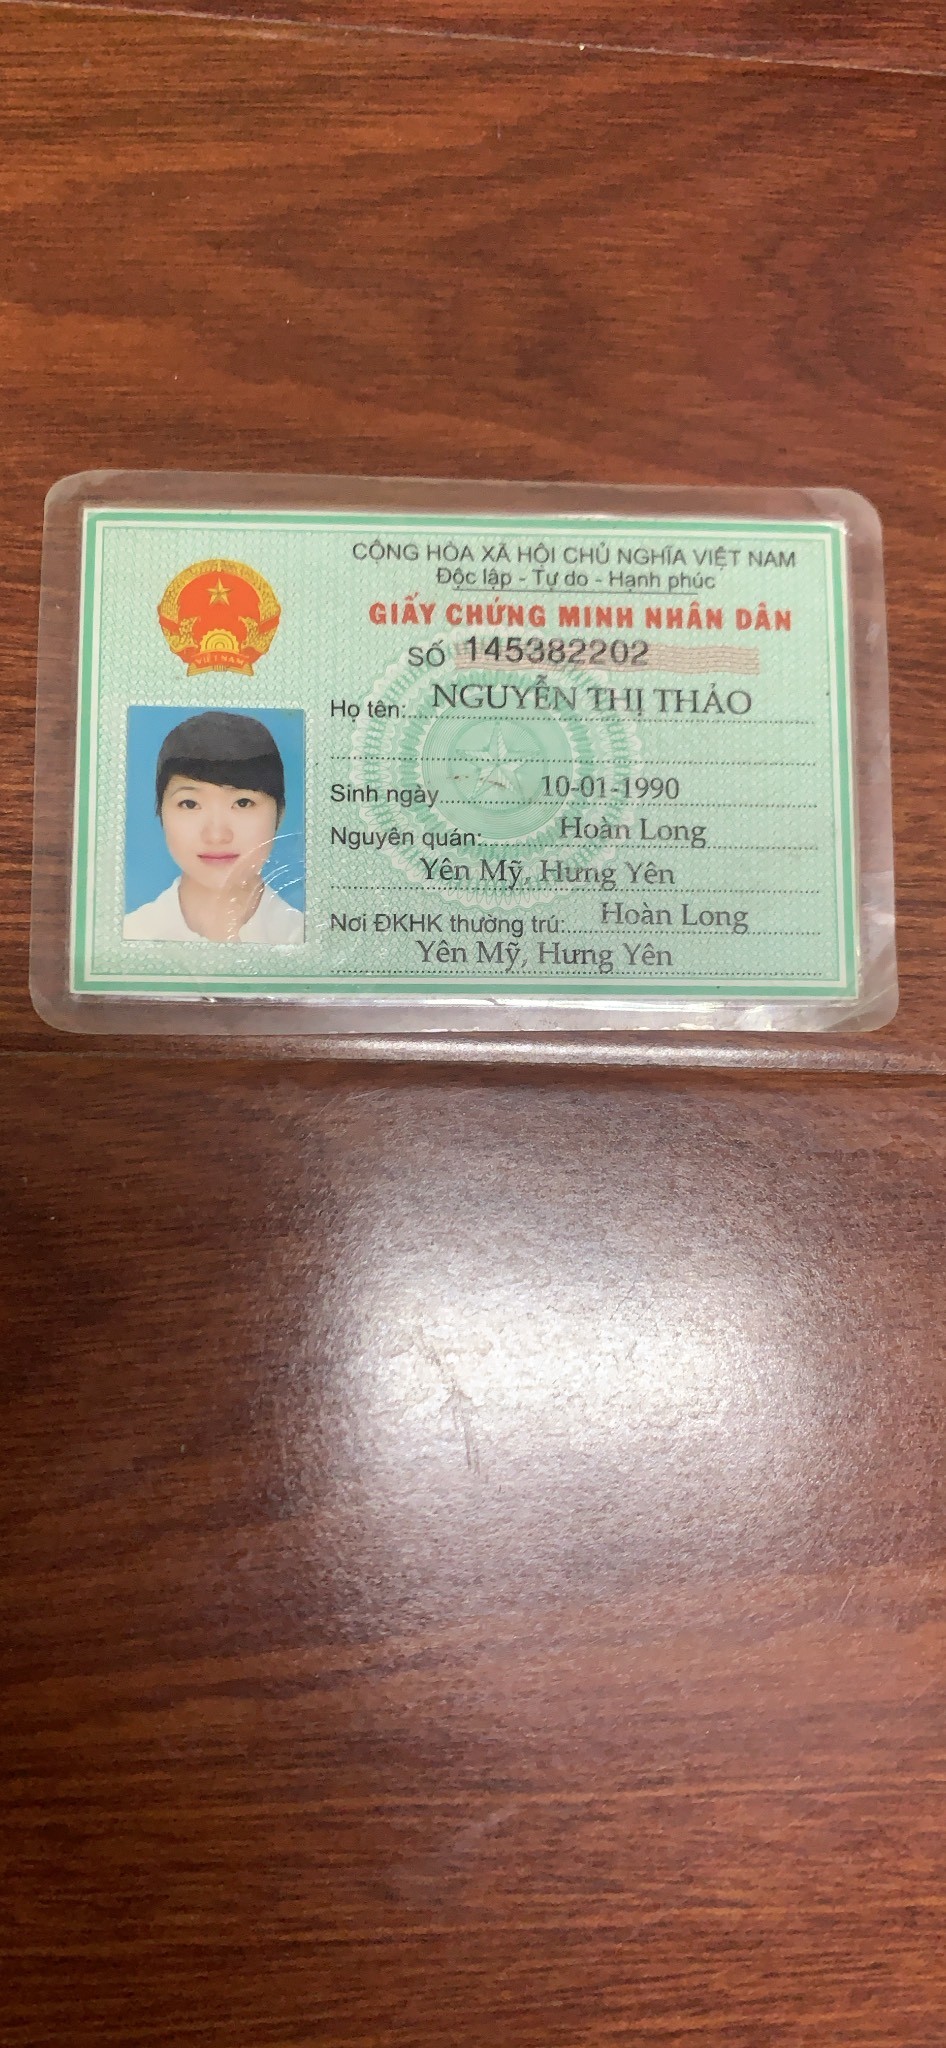 CỘNG HÒA XÃ HỘI CHỦ NGHĨA VIỆT NAM
Độc lập - Tự do - Hạnh phúc
GIẤY CHỨNG MINH NHÂN DÂN
SỐ 145382202
VIỆT NAM
Họ tên: NGUYỄN THỊ THẢO
Sinh ngày 10-01-1990
Nguyên quán: Hoàn Long
Yên Mỹ, Hưng Yên
Nơi ĐKHK thường trú: Hoàn Long
Yên Mỹ, Hưng Yên